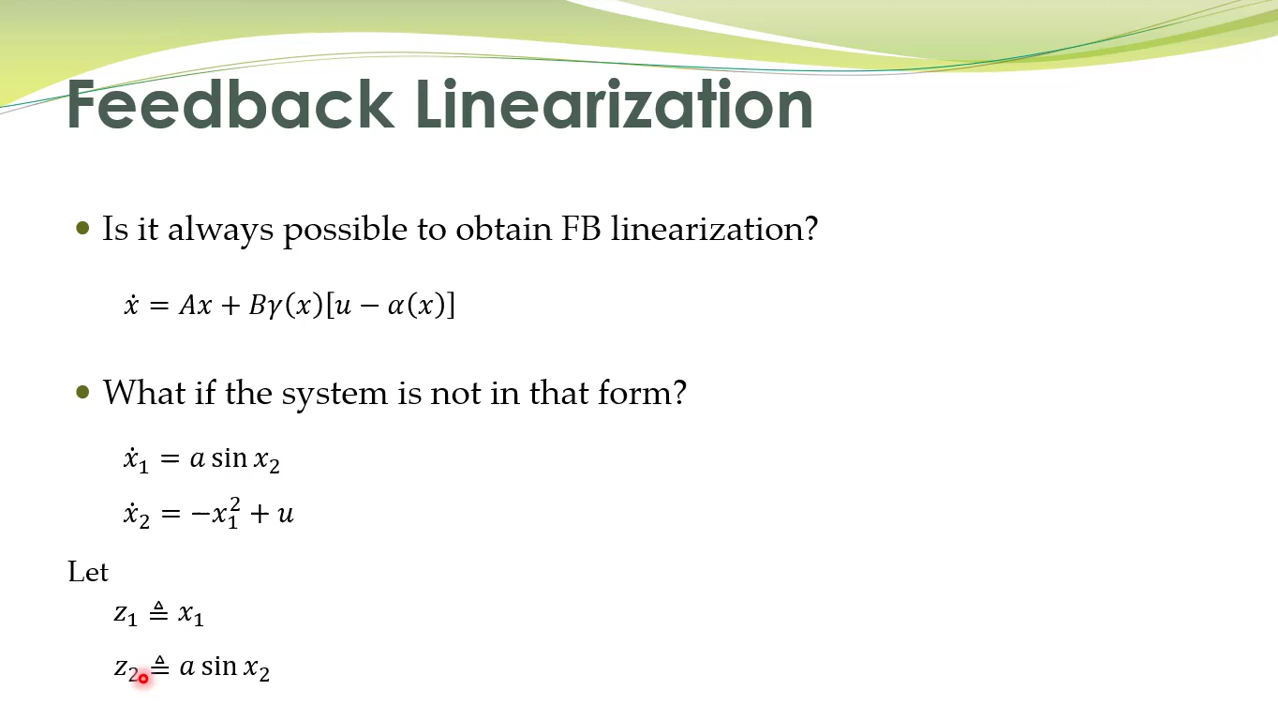 Feedback Linearization
• Is it always possible to obtain FB linearization?
ẋ = Ax + Bγ(x)[u − α(x)]
• What if the system is not in that form?
ẋ₁ = a sin x₂
ẋ₂ = −x₁² + u
Let
z₁ ≜ x₁
z₂ ≜ a sin x₂